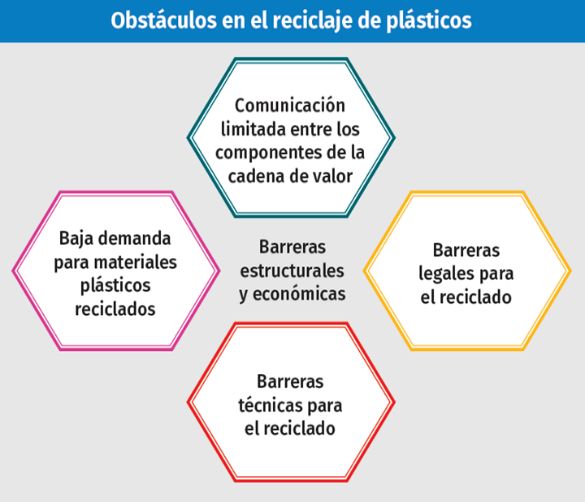 Obstáculos en el reciclaje de plásticos
Comunicación
limitada entre los
componentes de la
cadena de valor
Baja demanda
para materiales
plásticos
reciclados
Barreras
estructurales
y económicas
Barreras
legales para
el reciclado
Barreras
técnicas para
el reciclado